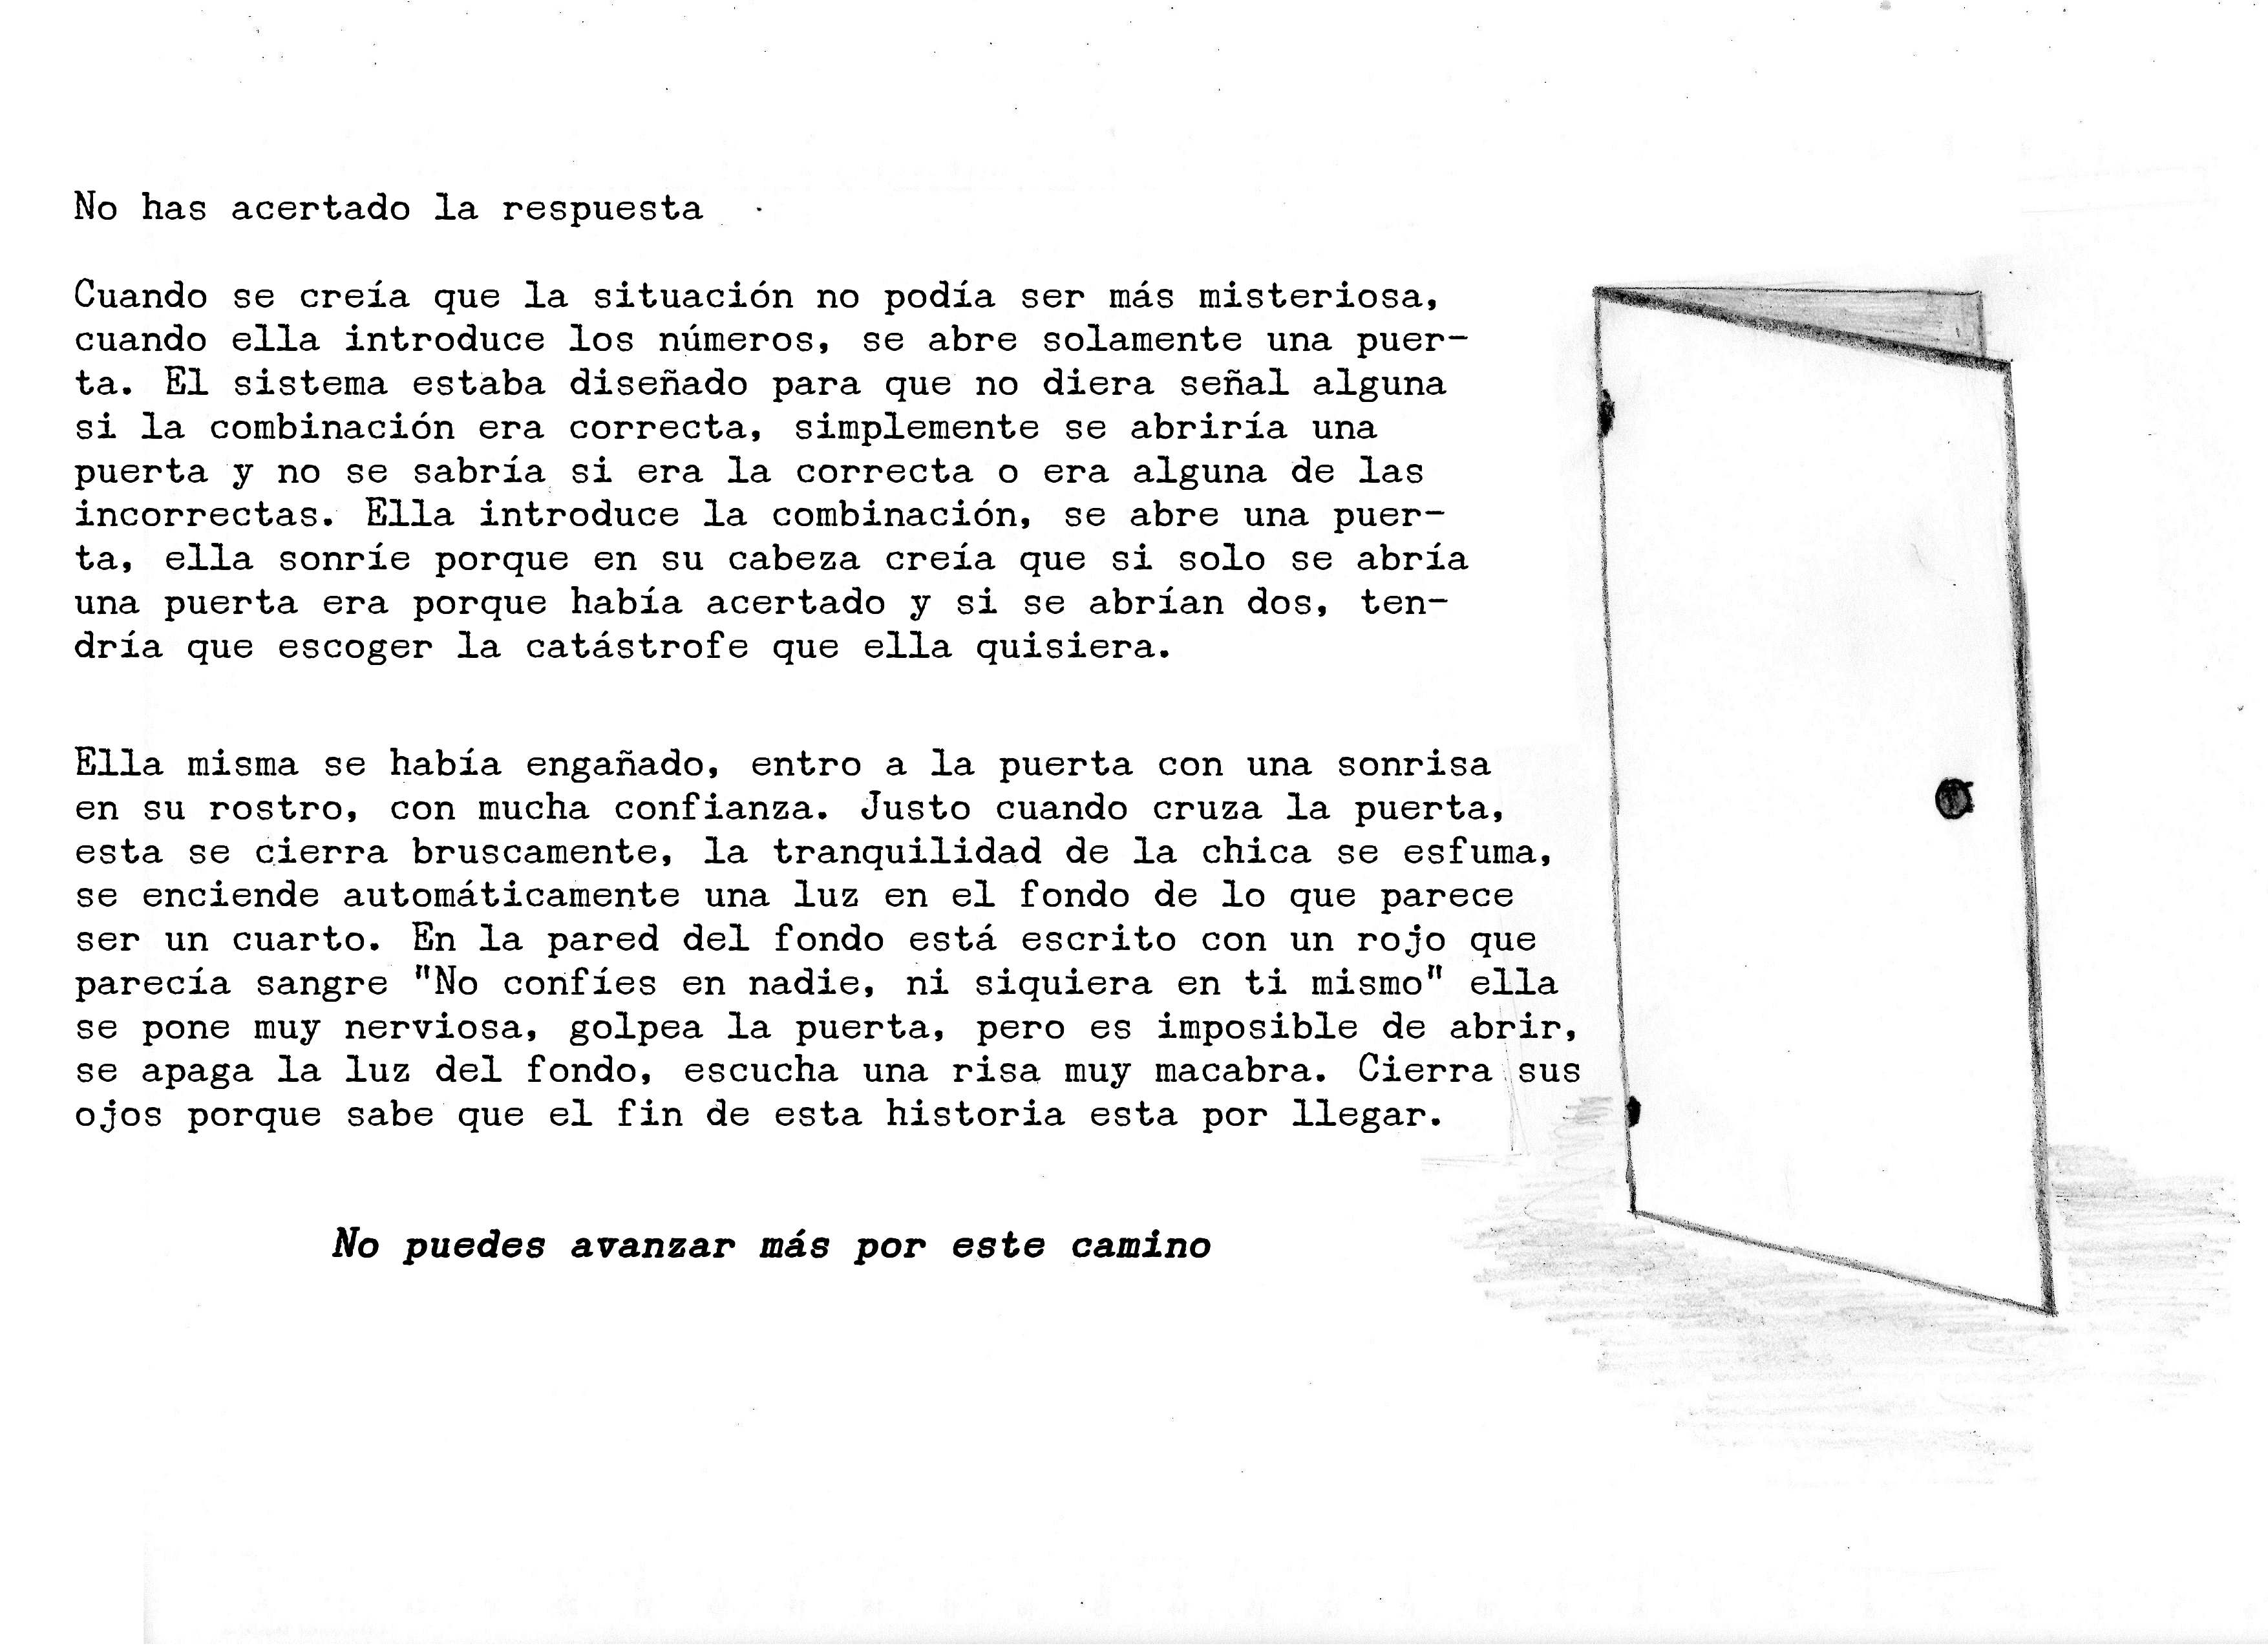 No has acertado la respuesta
Cuando se creía que la situación no podía ser más misteriosa,
cuando ella introduce los números, se abre solamente una puer-
ta. El sistema estaba diseñado para que no diera señal alguna
si la combinación era correcta, simplemente se abriría una
puerta y no se sabría si era la correcta o era alguna de las
incorrectas. Ella introduce la combinación, se abre una puer-
ta, ella sonríe porque en su cabeza creía que si solo se abría
una puerta era porque había acertado y si se abrían dos, ten-
dría que escoger la catástrofe que ella quisiera.
Ella misma se había engañado, entro a la puerta con una sonrisa
en su rostro, con mucha confianza. Justo cuando cruza la puerta,
esta se cierra bruscamente, la tranquilidad de la chica se esfuma,
se enciende automáticamente una luz en el fondo de lo que parece
ser un cuarto. En la pared del fondo está escrito con un rojo que
parecía sangre "No confíes en nadie, ni siquiera en ti mismo" ella
se pone muy nerviosa, golpea la puerta, pero es imposible de abrir,
se apaga la luz del fondo, escucha una risa muy macabra. Cierra sus
ojos porque sabe que el fin de esta historia esta por llegar.
No puedes avanzar más por este camino